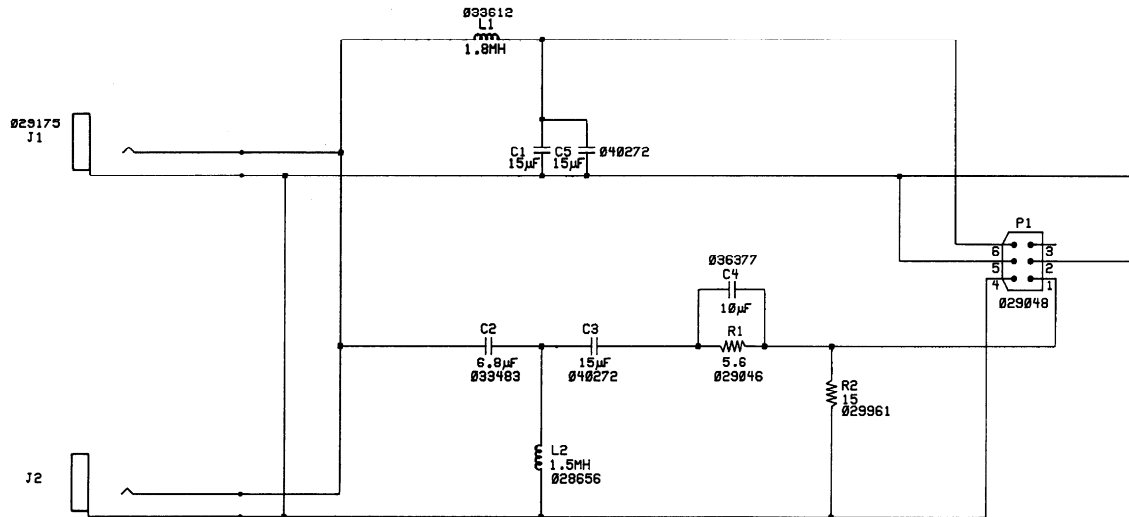 Ø33612
L1
1.8MH
Ø29175
J1
C1 C5 Ø4Ø272
15µF 15µF
P1
6 3
5 2
4 1
Ø29Ø48
Ø36377
C4
1ØµF
C2 C3 R1
6.8µF 15µF 5.6
Ø33483 Ø4Ø272 Ø29Ø46
R2
15
Ø29961
L2
1.5MH
Ø28656
J2